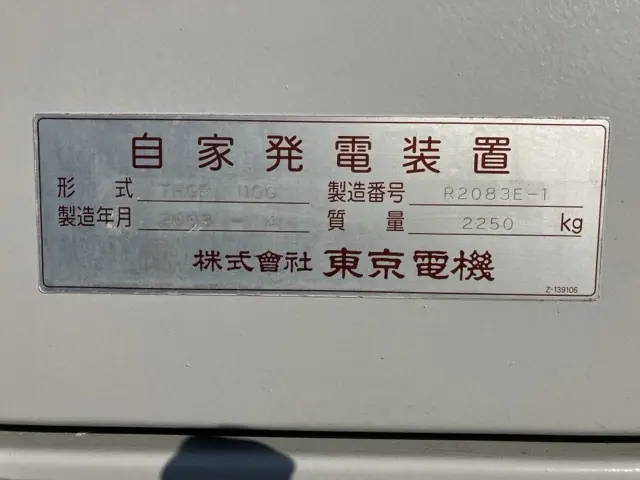 自家発電装置
形式 製造番号 R2083E-1
製造年月 質量 2250 kg
株式會社 東京電機
Z-139106